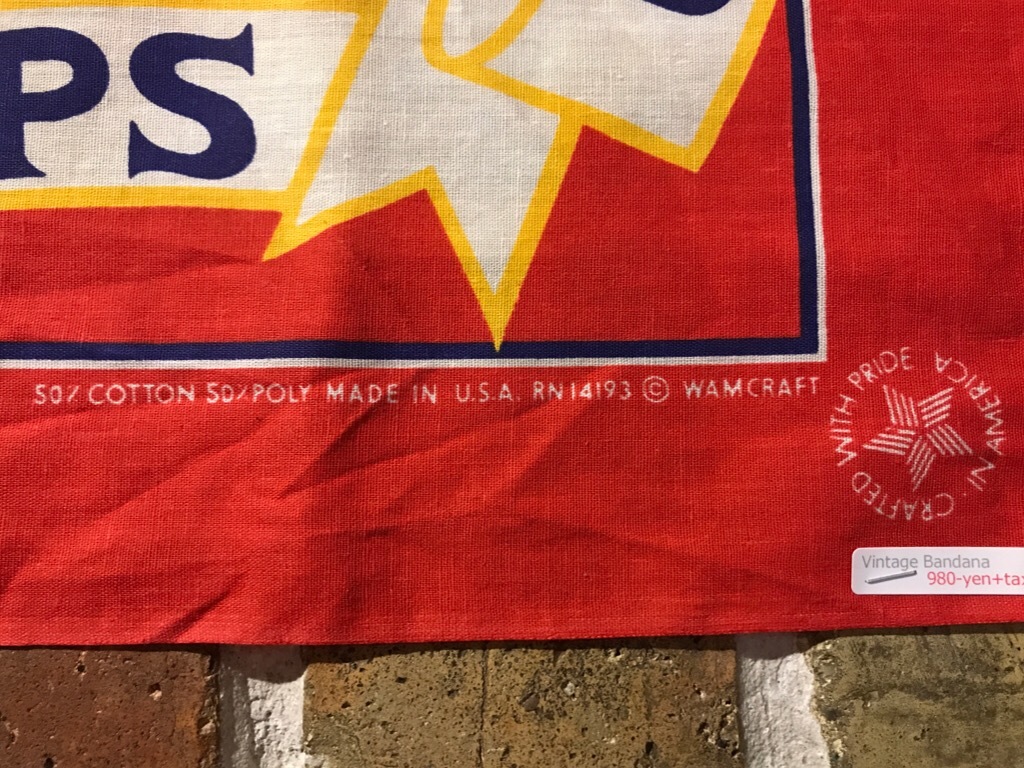 PS
50% COTTON 50% POLY MADE IN U.S.A. RN14193 © WAMCRAFT
CRAFTED WITH PRIDE IN AMERICA
Vintage Bandana
980-yen+tax